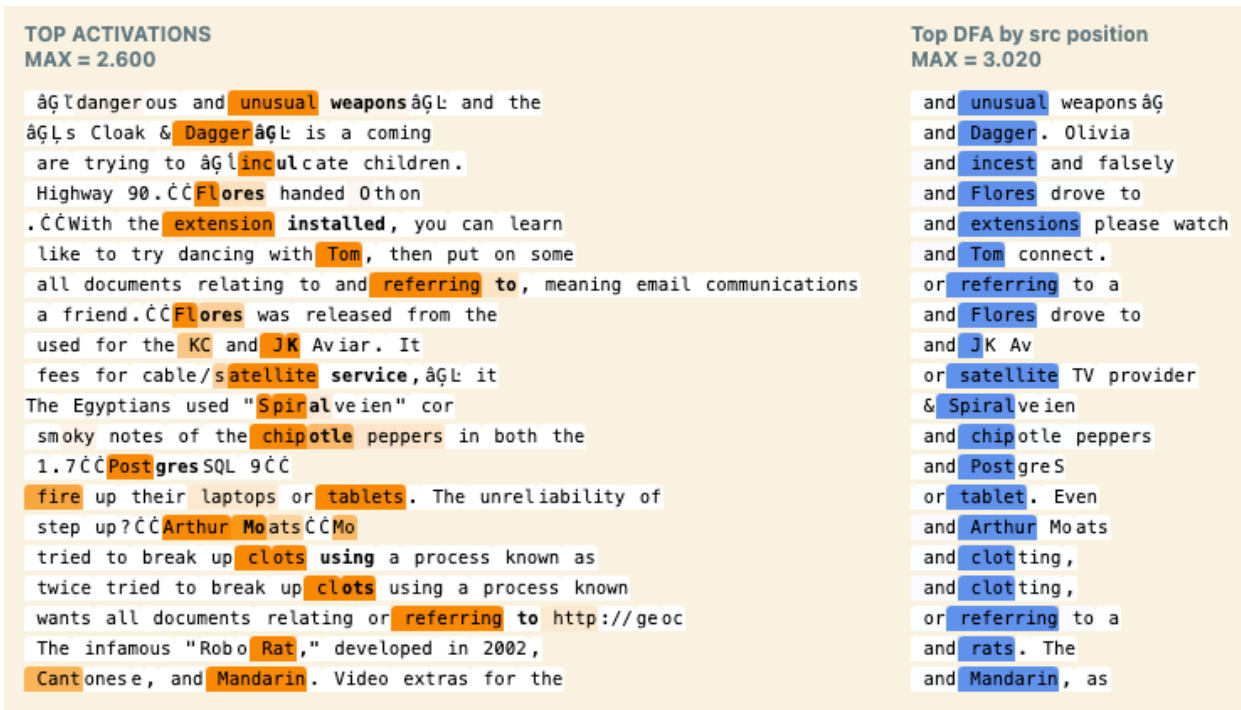 TOP ACTIVATIONS
MAX = 2.600
âĢľdangerous and unusual weaponsâĢĿ and the
âĢĿs Cloak & DaggerâĢĿ is a coming
are trying to âĢľinculcate children.
Highway 90.ĊĊFlores handed Othon
.ĊĊWith the extension installed, you can learn
like to try dancing with Tom, then put on some
all documents relating to and referring to, meaning email communications
a friend.ĊĊFlores was released from the
used for the KC and JK Aviar. It
fees for cable/satellite service,âĢĿ it
The Egyptians used "Spiralveien" cor
smoky notes of the chipotle peppers in both the
1.7ĊĊPostgresSQL 9ĊĊ
fire up their laptops or tablets. The unreliability of
step up?ĊĊArthur MoatsĊĊMo
tried to break up clots using a process known as
twice tried to break up clots using a process known
wants all documents relating or referring to http://geoc
The infamous "Robo Rat," developed in 2002,
Cantonese, and Mandarin. Video extras for the
Top DFA by src position
MAX = 3.020
and unusual weaponsâĢ
and Dagger. Olivia
and incest and falsely
and Flores drove to
and extensions please watch
and Tom connect.
or referring to a
and Flores drove to
and JK Av
or satellite TV provider
& Spiralveien
and chipotle peppers
and PostgreS
or tablet. Even
and Arthur Moats
and clotting,
and clotting,
or referring to a
and rats. The
and Mandarin, as